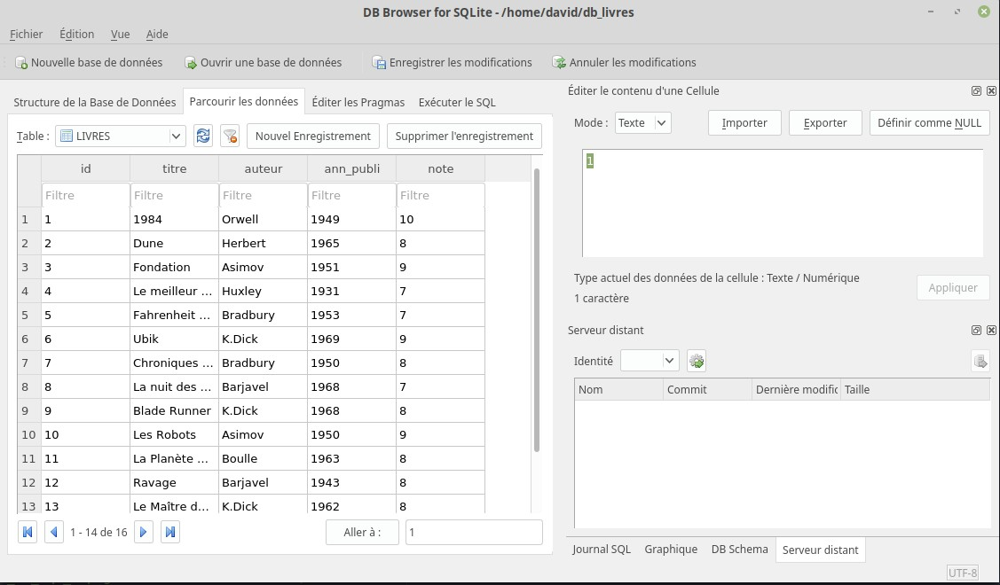 DB Browser for SQLite - /home/david/db_livres
Fichier Édition Vue Aide
Nouvelle base de données Ouvrir une base de données Enregistrer les modifications Annuler les modifications
Structure de la Base de Données Parcourir les données Éditer les Pragmas Exécuter le SQL
Table : LIVRES Nouvel Enregistrement Supprimer l'enregistrement
id titre auteur ann_publi note
Filtre Filtre Filtre Filtre Filtre
1 1 1984 Orwell 1949 10
2 2 Dune Herbert 1965 8
3 3 Fondation Asimov 1951 9
4 4 Le meilleur ... Huxley 1931 7
5 5 Fahrenheit ... Bradbury 1953 7
6 6 Ubik K.Dick 1969 9
7 7 Chroniques ... Bradbury 1950 8
8 8 La nuit des ... Barjavel 1968 7
9 9 Blade Runner K.Dick 1968 8
10 10 Les Robots Asimov 1950 9
11 11 La Planète ... Boulle 1963 8
12 12 Ravage Barjavel 1943 8
13 13 Le Maître d... K.Dick 1962 8
1 - 14 de 16 Aller à : 1
Éditer le contenu d'une Cellule
Mode : Texte Importer Exporter Définir comme NULL
1
Type actuel des données de la cellule : Texte / Numérique
1 caractère
Appliquer
Serveur distant
Identité
Nom Commit Dernière modific Taille
Journal SQL Graphique DB Schema Serveur distant
UTF-8